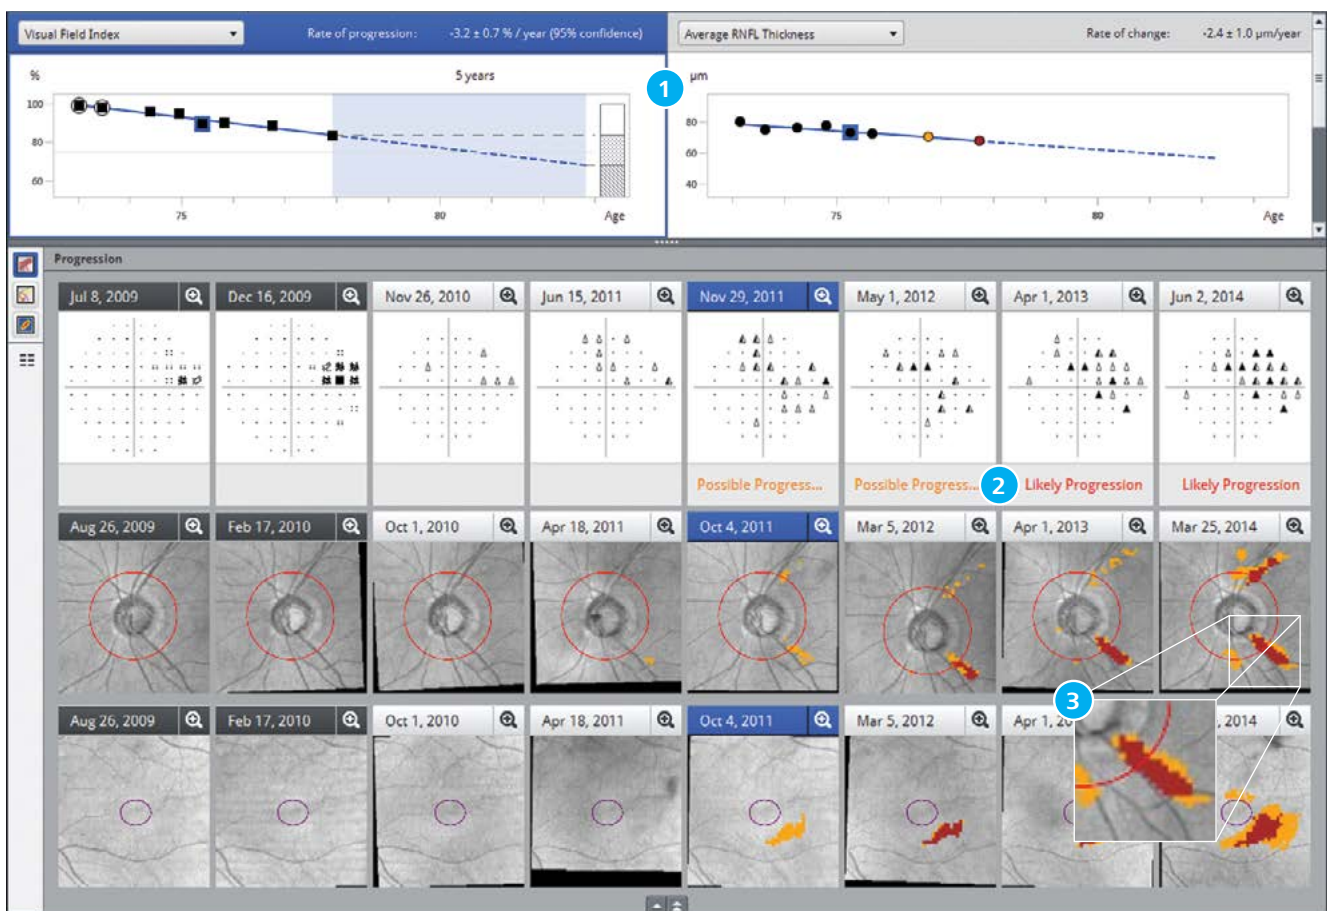 Visual Field Index
Rate of progression: -3.2 ± 0.7 % / year (95% confidence)
Average RNFL Thickness
Rate of change: -2.4 ± 1.0 μm/year
%
5 years
100
80
60
75
80
Age
1
μm
80
60
40
75
80
Age
Progression
Jul 8, 2009
Dec 16, 2009
Nov 26, 2010
Jun 15, 2011
Nov 29, 2011
May 1, 2012
Apr 1, 2013
Jun 2, 2014
Possible Progress...
Possible Progress...
2
Likely Progression
Likely Progression
Aug 26, 2009
Feb 17, 2010
Oct 1, 2010
Apr 18, 2011
Oct 4, 2011
Mar 5, 2012
Apr 1, 2013
Mar 25, 2014
3
Aug 26, 2009
Feb 17, 2010
Oct 1, 2010
Apr 18, 2011
Oct 4, 2011
Mar 5, 2012
Apr 1, 20
, 2014